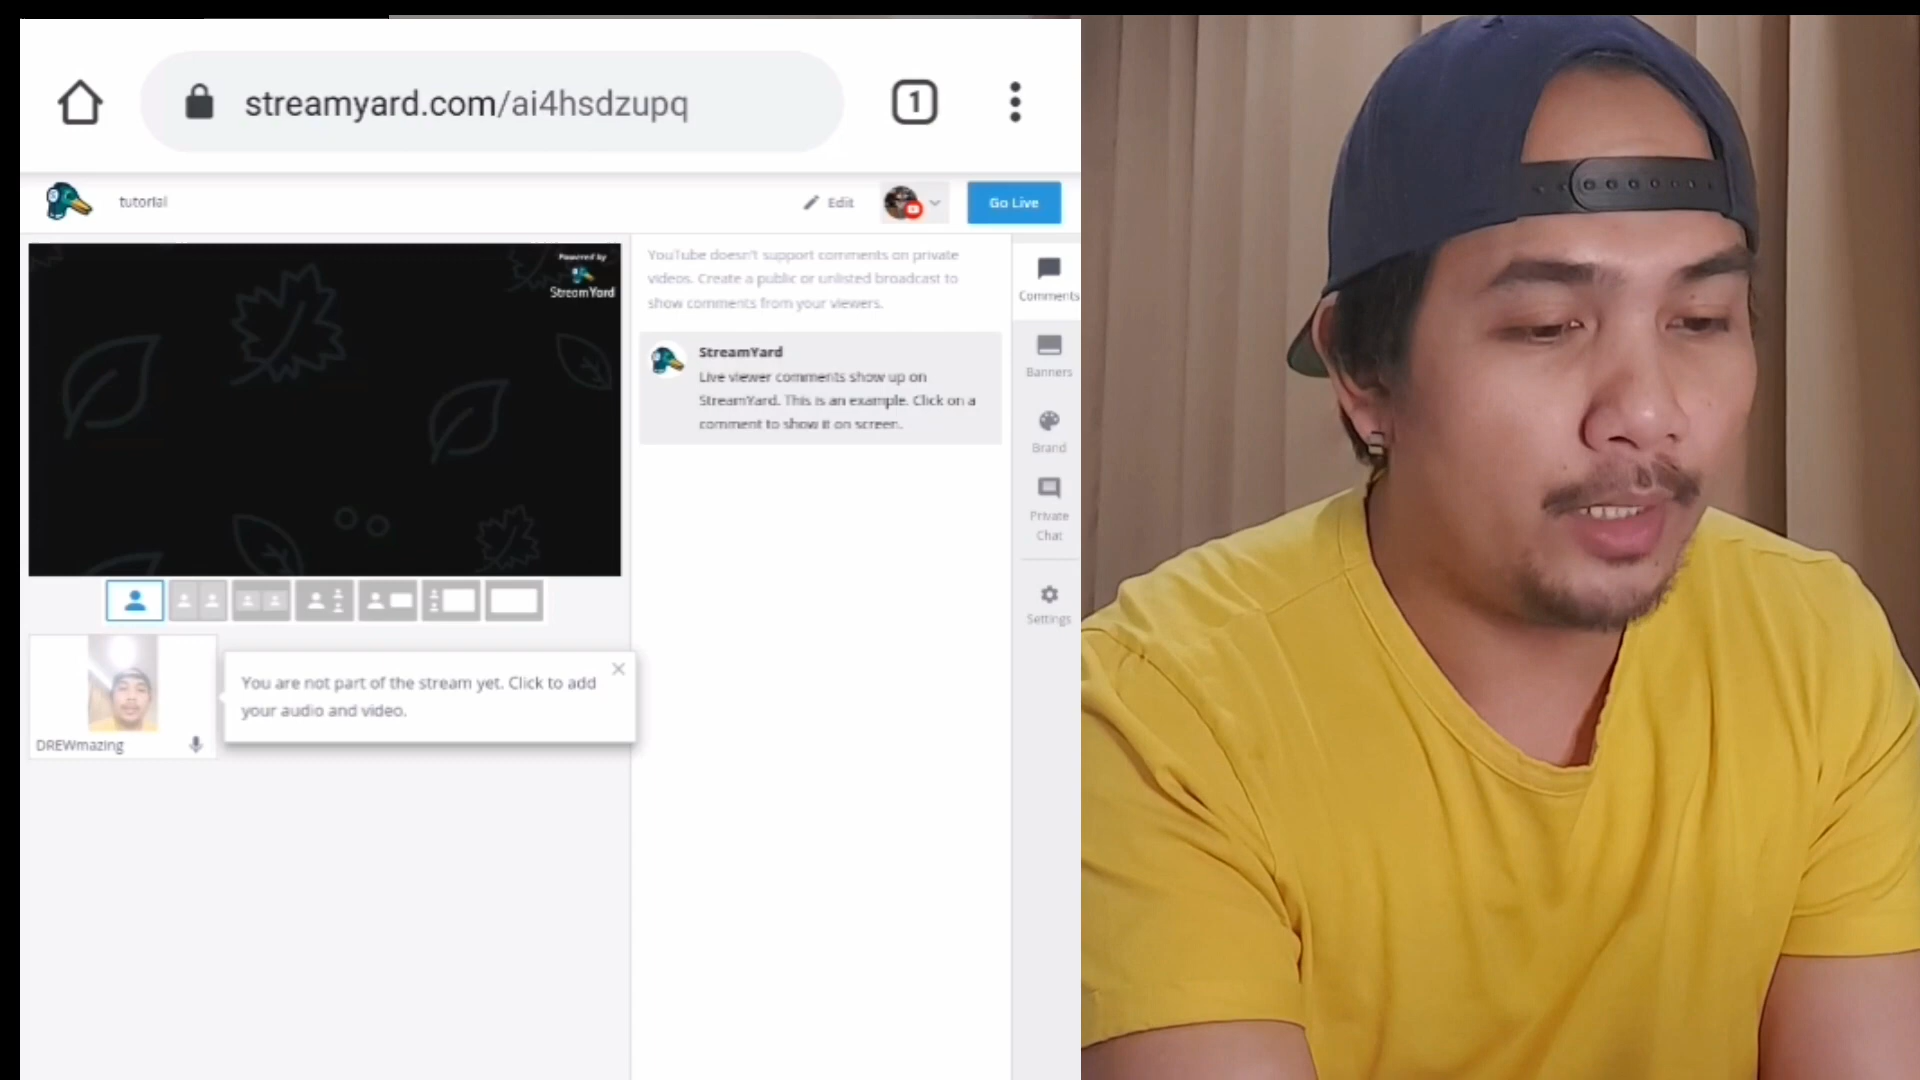 streamyard.com/ai4hsdzupq
1
tutorial
Edit
Go Live
Powered by
StreamYard
YouTube doesn't support comments on private
videos. Create a public or unlisted broadcast to
show comments from your viewers.
StreamYard
Live viewer comments show up on
StreamYard. This is an example. Click on a
comment to show it on screen.
Comments
Banners
Brand
Private
Chat
Settings
You are not part of the stream yet. Click to add
your audio and video.
DREWmazing